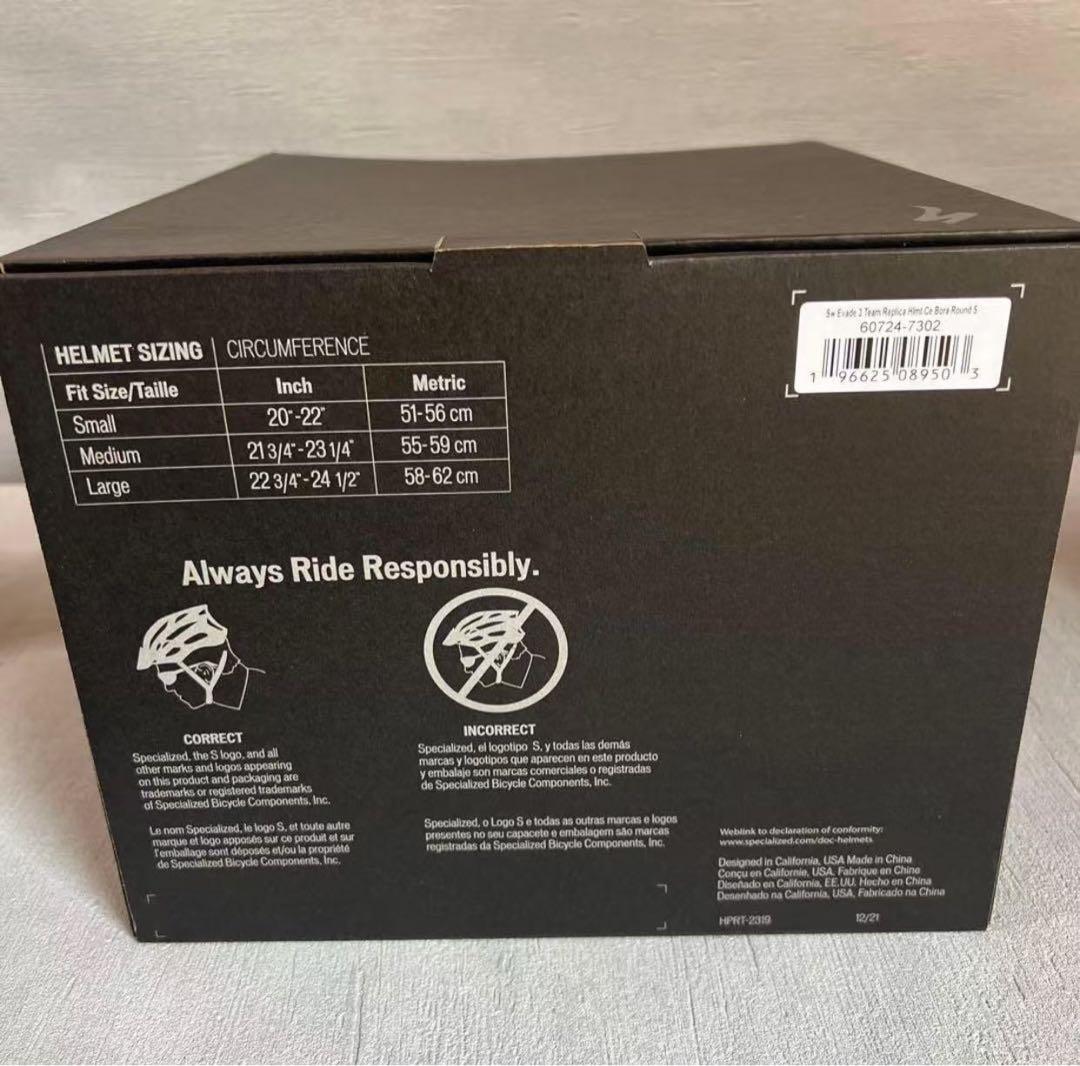 Sw Evade 3 Team Replica Hlmt Ce Bora Round S
60724-7302
1 96625 08950 3
HELMET SIZING | CIRCUMFERENCE
Fit Size/Taille Inch Metric
Small 20"-22" 51-56 cm
Medium 21 3/4"-23 1/4" 55-59 cm
Large 22 3/4"-24 1/2" 58-62 cm
Always Ride Responsibly.
CORRECT
Specialized, the S logo, and all
other marks and logos appearing
on this product and packaging are
trademarks or registered trademarks
of Specialized Bicycle Components, Inc.
Le nom Specialized, le logo S, et toute autre
marque et logo apposés sur ce produit et sur
l'emballage sont déposés et/ou la propriété
de Specialized Bicycle Components, Inc.
INCORRECT
Specialized, el logotipo S, y todas las demás
marcas y logotipos que aparecen en este producto
y embalaje son marcas comerciales o registradas
de Specialized Bicycle Components, Inc.
Specialized, o Logo S e todas as outras marcas e logos
presentes no seu capacete e embalagem são marcas
registradas da Specialized Bicycle Components, Inc.
Weblink to declaration of conformity:
www.specialized.com/doc-helmets
Designed in California, USA Made in China
Conçu en Californie, USA. Fabrique en Chine
Diseñado en California, EE.UU. Hecho en China
Desenhado na California, USA, Fabricado na China
HPRT-2319 12/21